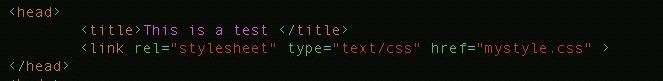 <head>
<title>This is a test </title>
<link rel="stylesheet" type="text/css" href="mystyle.css" >
</head>